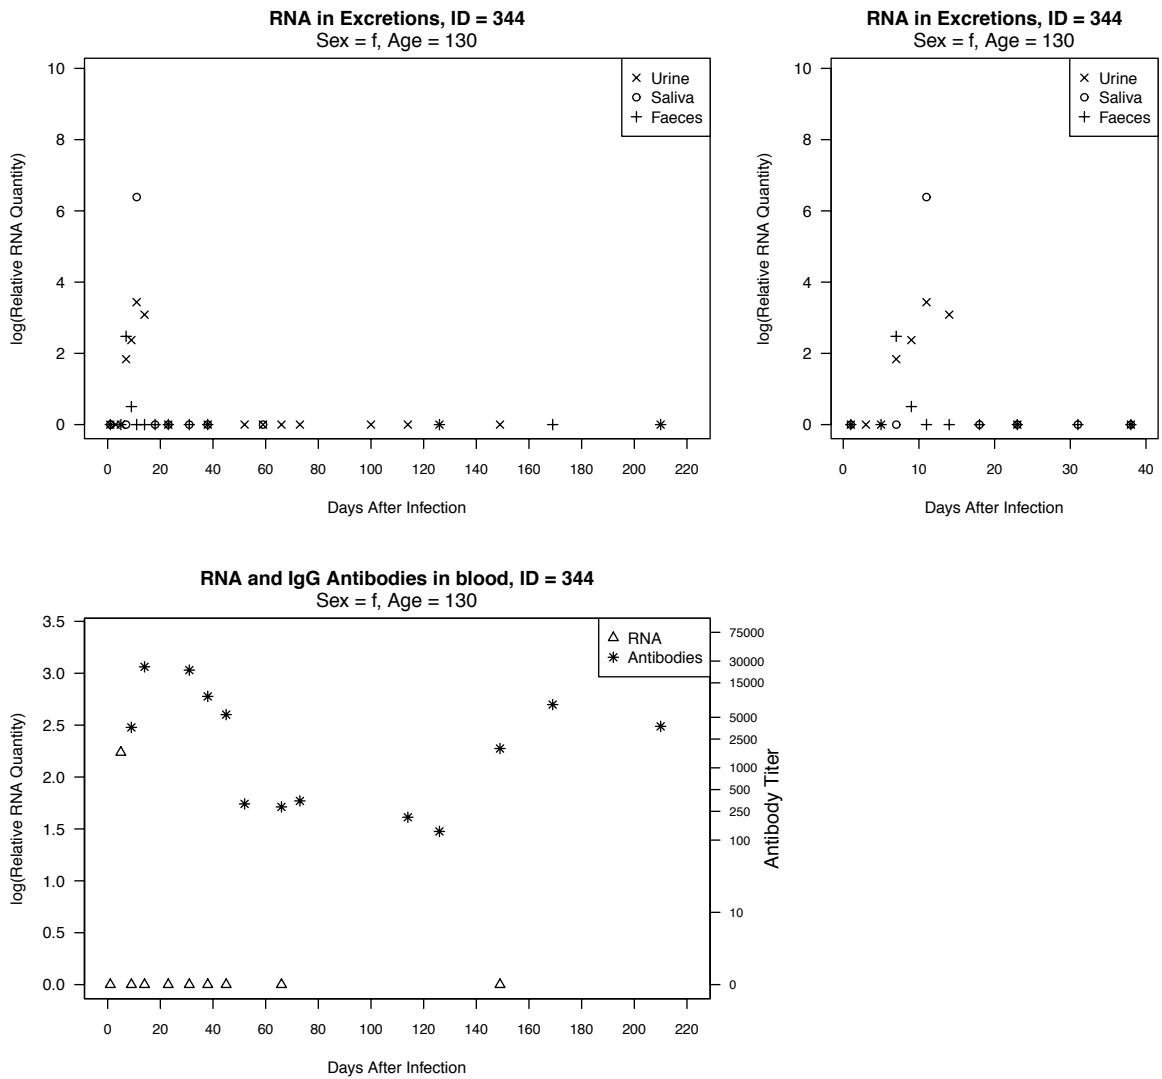 RNA in Excretions, ID = 344
Sex = f, Age = 130
10
8
6
4
2
0
log(Relative RNA Quantity)
Urine
Saliva
Faeces
0 20 40 60 80 100 120 140 160 180 200 220
Days After Infection
RNA in Excretions, ID = 344
Sex = f, Age = 130
10
8
6
4
2
0
log(Relative RNA Quantity)
Urine
Saliva
Faeces
0 10 20 30 40
Days After Infection
RNA and IgG Antibodies in blood, ID = 344
Sex = f, Age = 130
3.5
3.0
2.5
2.0
1.5
1.0
0.5
0.0
log(Relative RNA Quantity)
RNA
Antibodies
75000
30000
15000
5000
2500
1000
500
250
100
10
0
Antibody Titer
0 20 40 60 80 100 120 140 160 180 200 220
Days After Infection